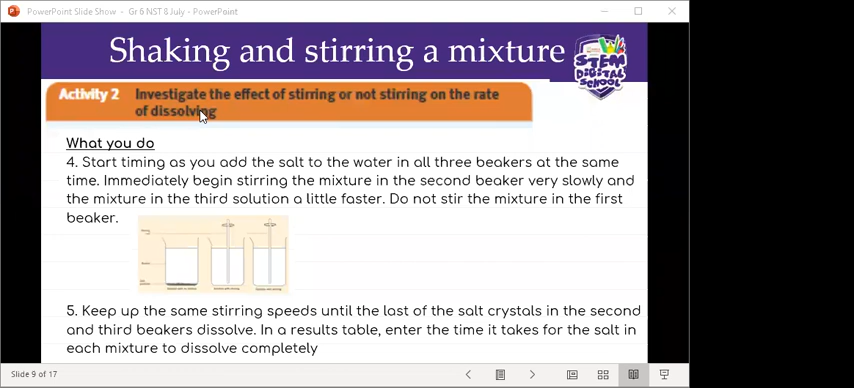 PowerPoint Slide Show - Gr 6 NST 8 July - PowerPoint
Shaking and stirring a mixture
STEM
DIGITAL
SCHOOL
Activity 2 Investigate the effect of stirring or not stirring on the rate
of dissolving
What you do
4. Start timing as you add the salt to the water in all three beakers at the same
time. Immediately begin stirring the mixture in the second beaker very slowly and
the mixture in the third solution a little faster. Do not stir the mixture in the first
beaker.
5. Keep up the same stirring speeds until the last of the salt crystals in the second
and third beakers dissolve. In a results table, enter the time it takes for the salt in
each mixture to dissolve completely
Slide 9 of 17